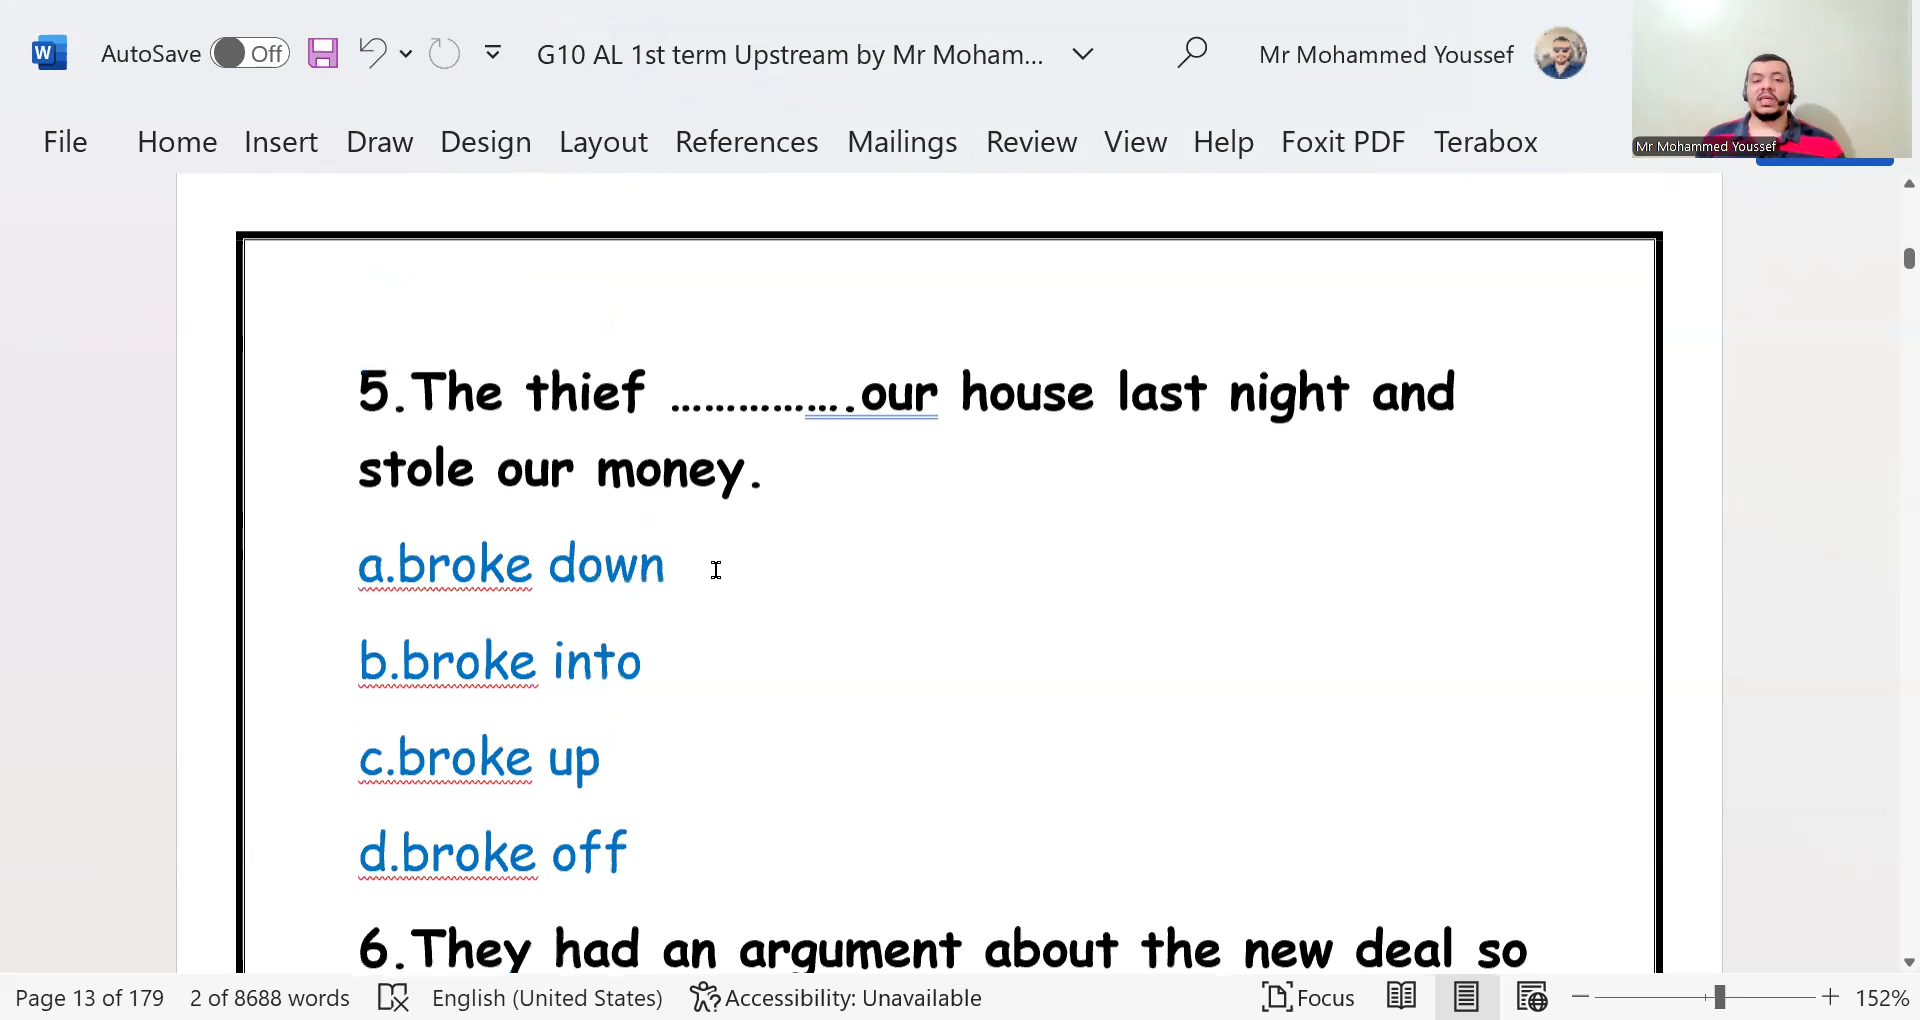 W AutoSave Off G10 AL 1st term Upstream by Mr Moham... Mr Mohammed Youssef
File Home Insert Draw Design Layout References Mailings Review View Help Foxit PDF Terabox
Mr Mohammed Youssef
5.The thief …………….our house last night and
stole our money.
a.broke down
b.broke into
c.broke up
d.broke off
6.They had an argument about the new deal so
Page 13 of 179 2 of 8688 words English (United States) Accessibility: Unavailable Focus 152%